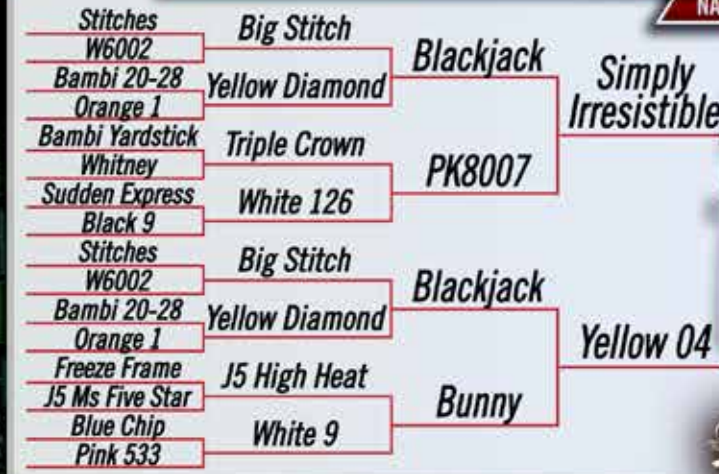 NA
Stitches
W6002
Bambi 20-28
Orange 1
Bambi Yardstick
Whitney
Sudden Express
Black 9
Stitches
W6002
Bambi 20-28
Orange 1
Freeze Frame
J5 Ms Five Star
Blue Chip
Pink 533
Big Stitch
Yellow Diamond
Triple Crown
White 126
Big Stitch
Yellow Diamond
J5 High Heat
White 9
Blackjack
PK8007
Blackjack
Bunny
Simply
Irresistible
Yellow 04